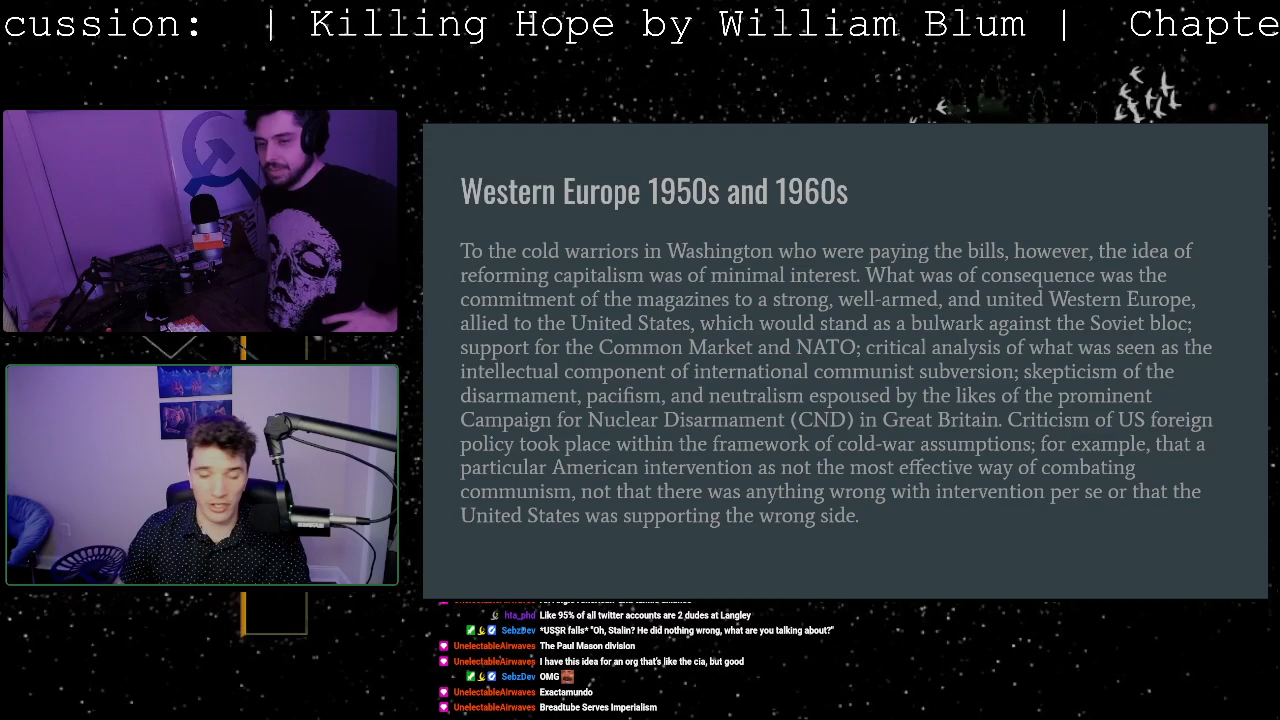 cussion:   | Killing Hope by William Blum |  Chapte
Western Europe 1950s and 1960s
To the cold warriors in Washington who were paying the bills, however, the idea of
reforming capitalism was of minimal interest. What was of consequence was the
commitment of the magazines to a strong, well-armed, and united Western Europe,
allied to the United States, which would stand as a bulwark against the Soviet bloc;
support for the Common Market and NATO; critical analysis of what was seen as the
intellectual component of international communist subversion; skepticism of the
disarmament, pacifism, and neutralism espoused by the likes of the prominent
Campaign for Nuclear Disarmament (CND) in Great Britain. Criticism of US foreign
policy took place within the framework of cold-war assumptions; for example, that a
particular American intervention as not the most effective way of combating
communism, not that there was anything wrong with intervention per se or that the
United States was supporting the wrong side.
hta_phd Like 95% of all twitter accounts are 2 dudes at Langley
SebzDev *USSR falls* "Oh, Stalin? He did nothing wrong, what are you talking about?"
UnelectableAirwaves The Paul Mason division
UnelectableAirwaves I have this idea for an org that's like the cia, but good
SebzDev OMG
UnelectableAirwaves Exactamundo
UnelectableAirwaves Breadtube Serves Imperialism